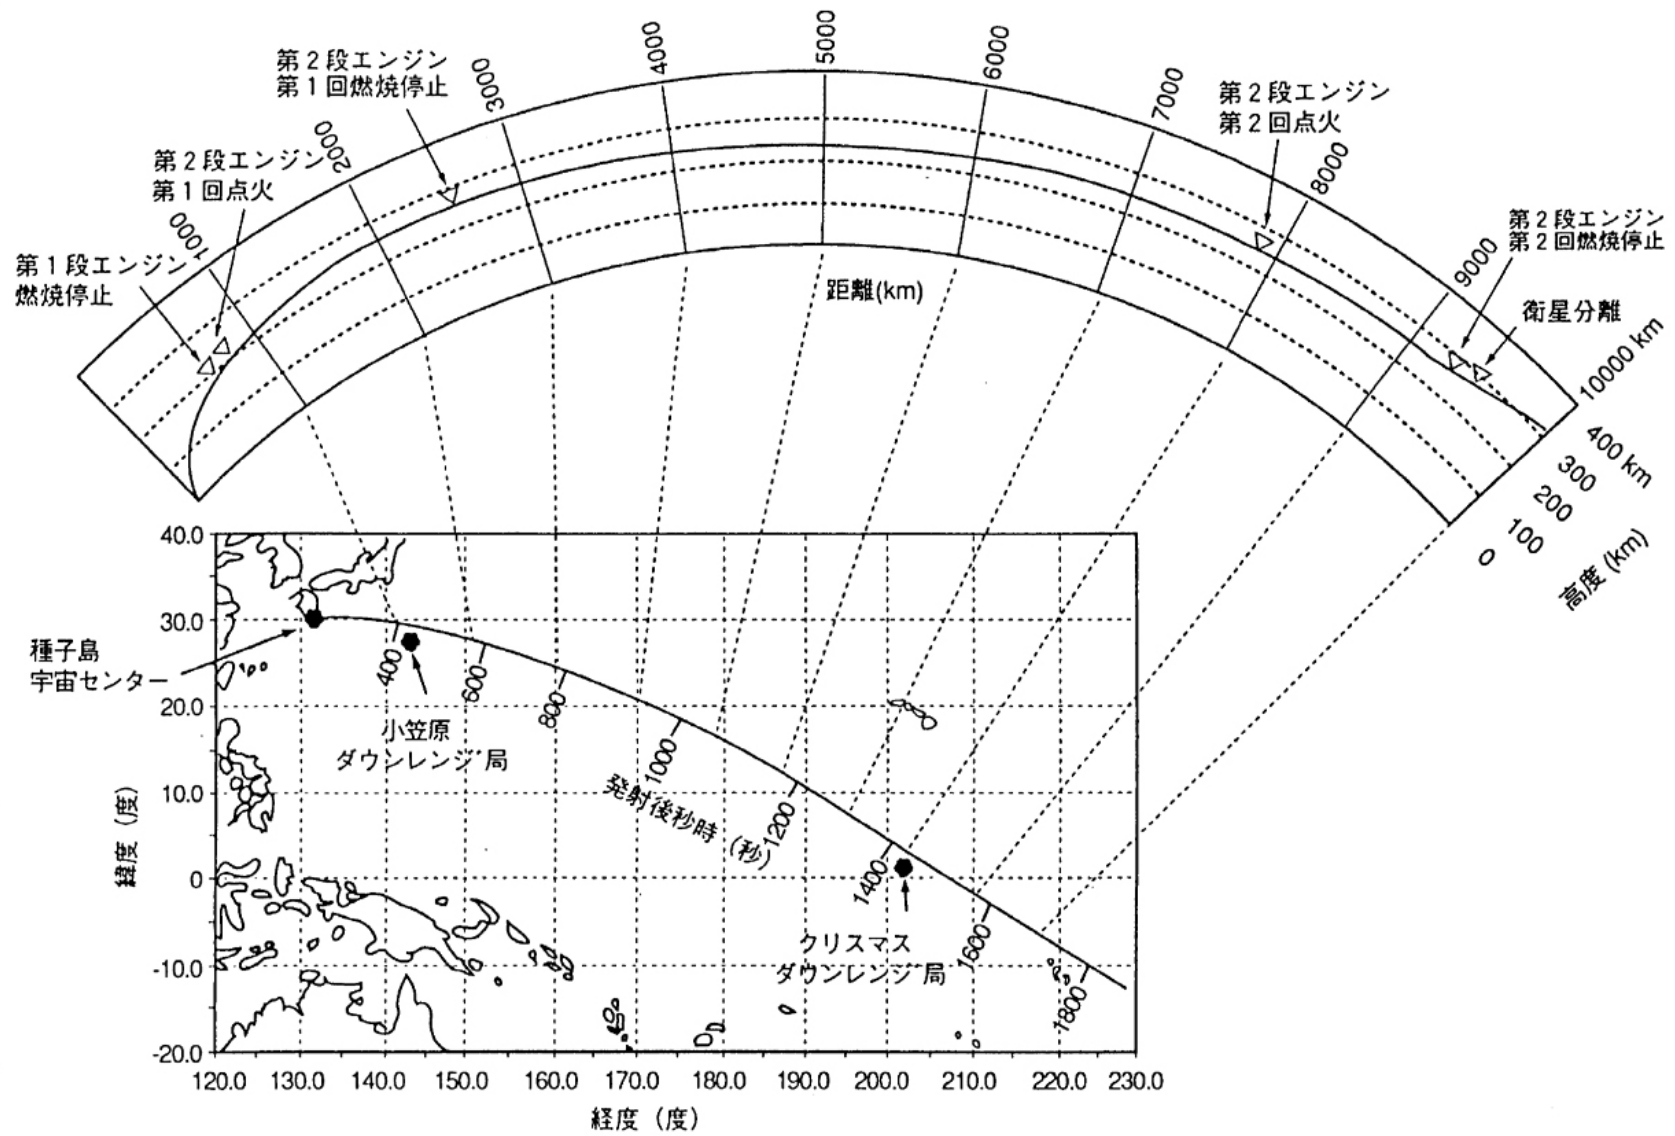 第2段エンジン
第1回燃焼停止
第2段エンジン
第1回点火
第1段エンジン
燃焼停止
1000
2000
3000
4000
5000
6000
7000
8000
9000
10000 km
第2段エンジン
第2回点火
第2段エンジン
第2回燃焼停止
衛星分離
距離(km)
400 km
300
200
100
0
高度(km)
40.0
30.0
20.0
10.0
0
-10.0
-20.0
緯度(度)
種子島
宇宙センター
400
600
800
1000
1200
1400
1600
1800
小笠原
ダウンレンジ局
発射後秒時(秒)
クリスマス
ダウンレンジ局
120.0
130.0
140.0
150.0
160.0
170.0
180.0
190.0
200.0
210.0
220.0
230.0
経度(度)